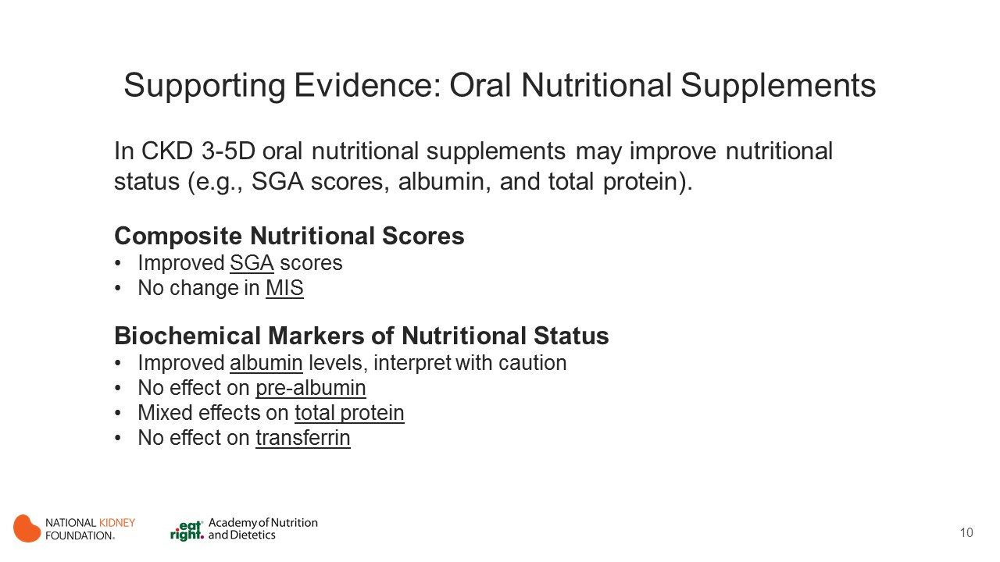 Supporting Evidence: Oral Nutritional Supplements
In CKD 3-5D oral nutritional supplements may improve nutritional
status (e.g., SGA scores, albumin, and total protein).
Composite Nutritional Scores
• Improved SGA scores
• No change in MIS
Biochemical Markers of Nutritional Status
• Improved albumin levels, interpret with caution
• No effect on pre-albumin
• Mixed effects on total protein
• No effect on transferrin
NATIONAL KIDNEY
FOUNDATION®
eat
right.
Academy of Nutrition
and Dietetics
10